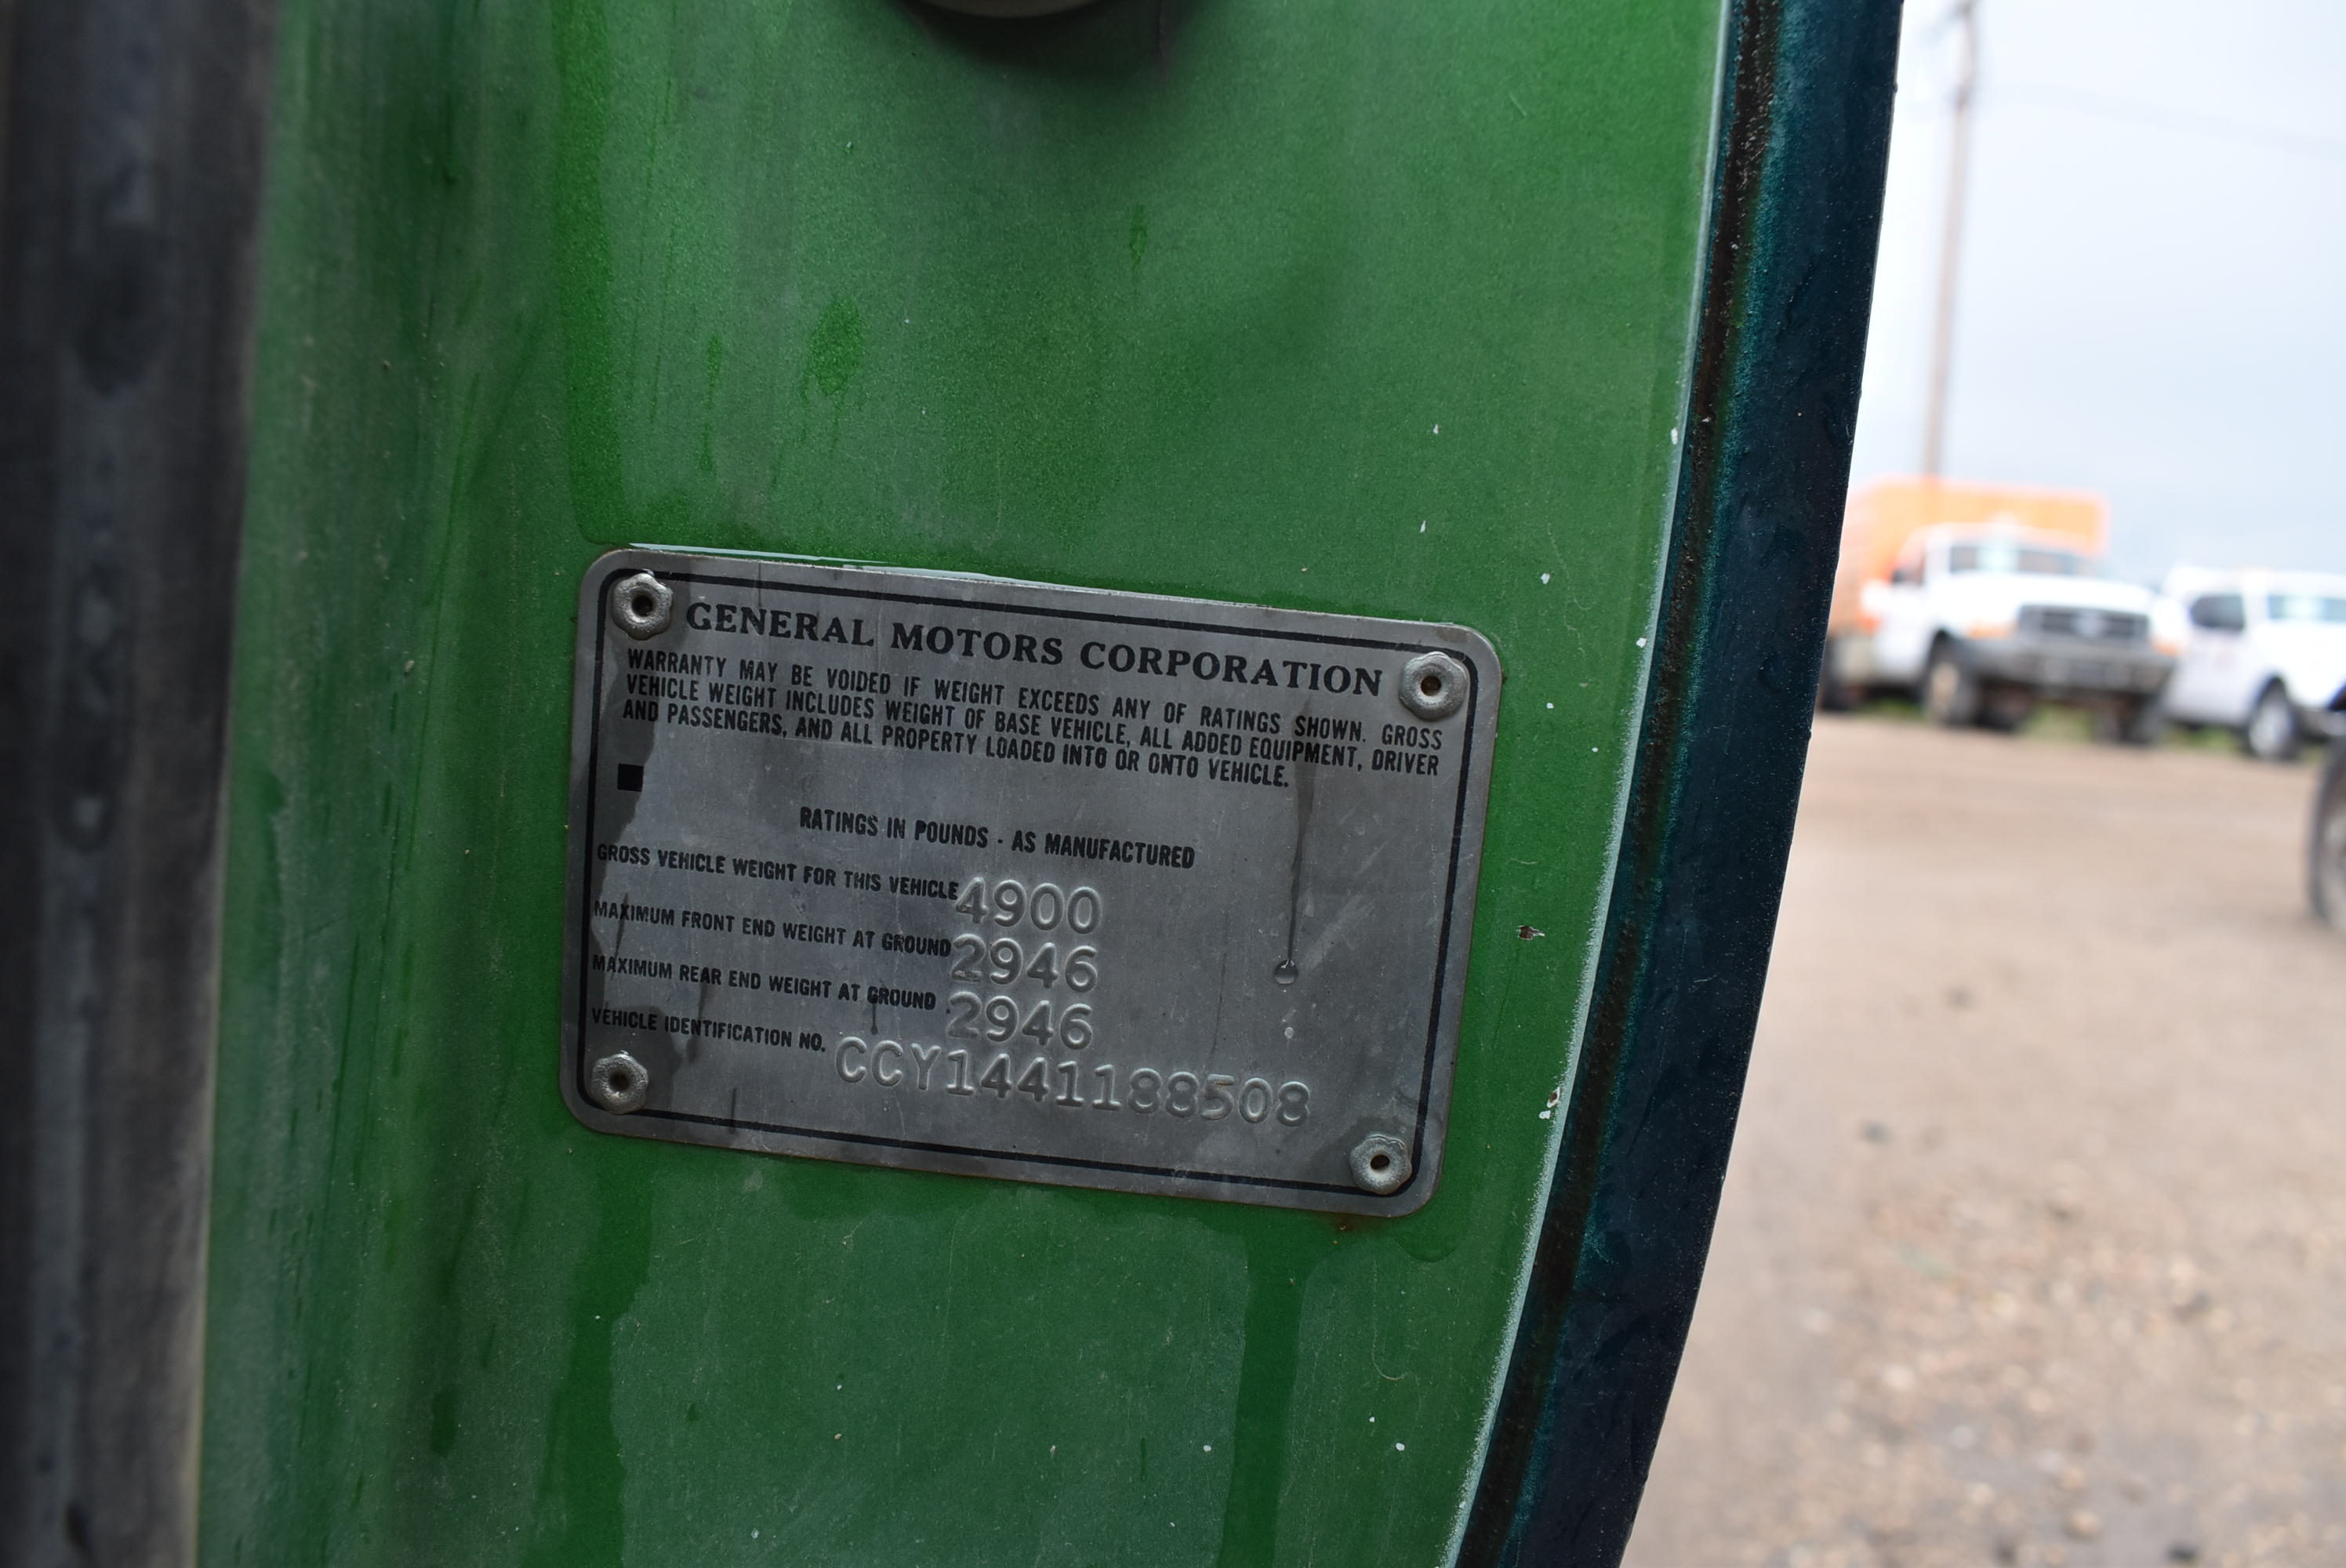 GENERAL MOTORS CORPORATION
WARRANTY MAY BE VOIDED IF WEIGHT EXCEEDS ANY OF RATINGS SHOWN. GROSS
VEHICLE WEIGHT INCLUDES WEIGHT OF BASE VEHICLE, ALL ADDED EQUIPMENT, DRIVER
AND PASSENGERS, AND ALL PROPERTY LOADED INTO OR ONTO VEHICLE.
RATINGS IN POUNDS - AS MANUFACTURED
GROSS VEHICLE WEIGHT FOR THIS VEHICLE 4900
MAXIMUM FRONT END WEIGHT AT GROUND 2946
MAXIMUM REAR END WEIGHT AT GROUND 2946
VEHICLE IDENTIFICATION NO. CCY1441188508